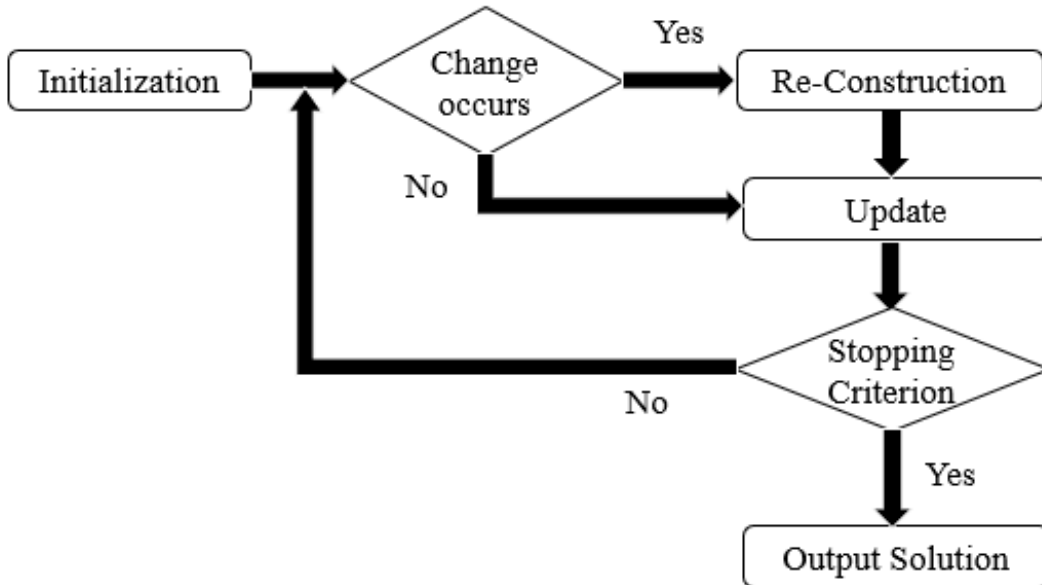 Yes
Initialization
Change
occurs
Re-Construction
No
Update
Stopping
Criterion
No
Yes
Output Solution